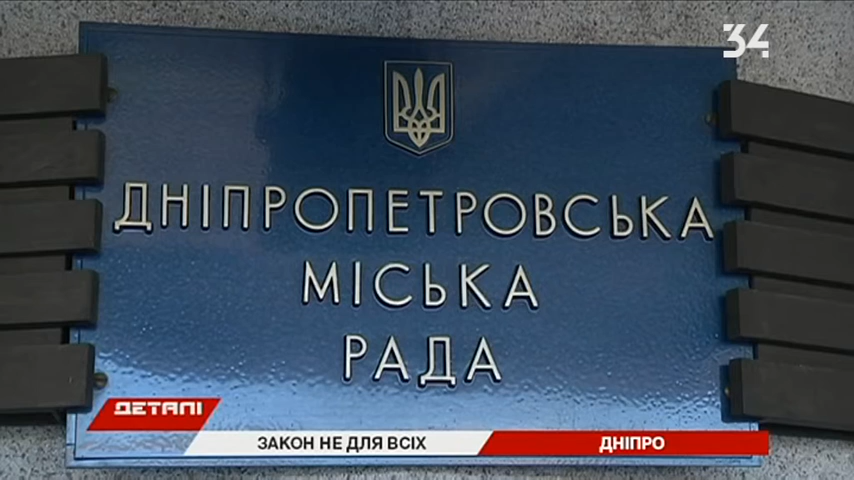 34
ДНІПРОПЕТРОВСЬКА
МІСЬКА
РАДА
ДЕТАЛІ
ЗАКОН НЕ ДЛЯ ВСІХ
ДНІПРО